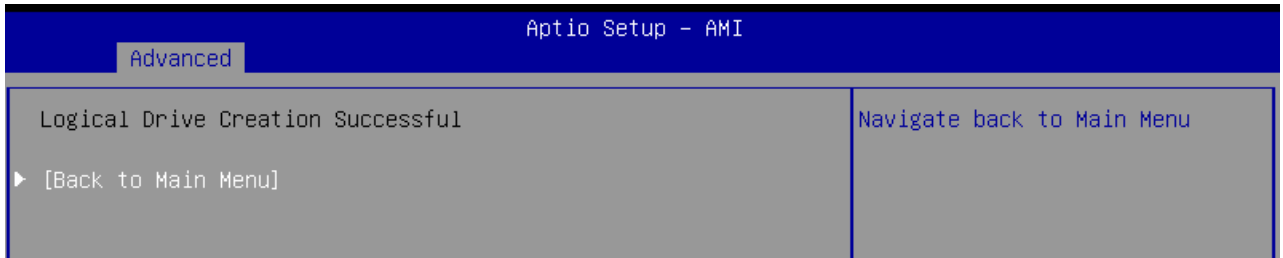 Aptio Setup – AMI
Advanced
Logical Drive Creation Successful
Navigate back to Main Menu
[Back to Main Menu]